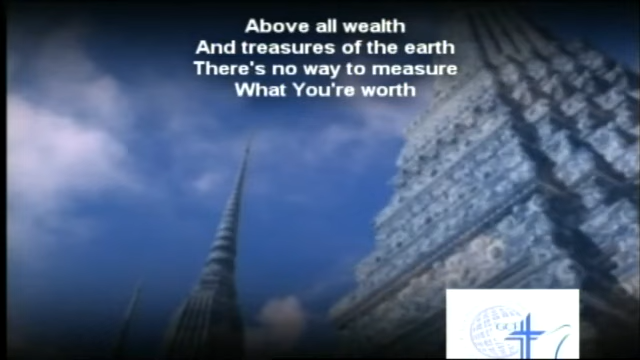 Above all wealth
And treasures of the earth
There's no way to measure
What You're worth